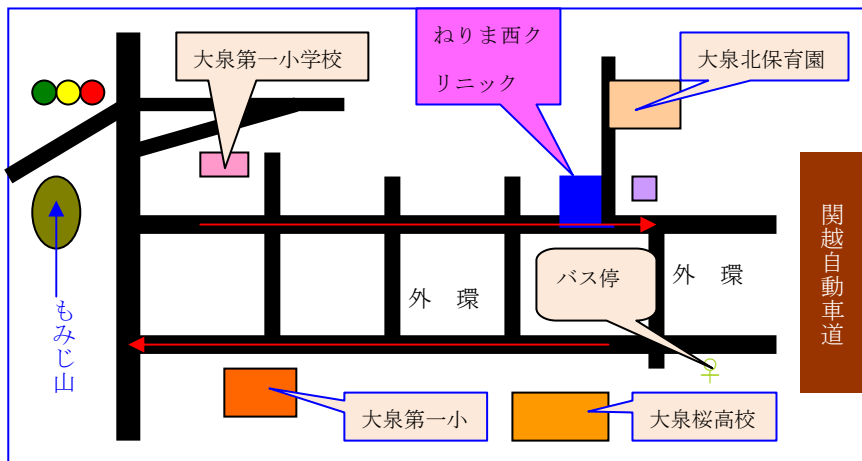 大泉第一小学校
ねりま西ク
リニック
大泉北保育園
関越自動車道
バス停
外 環
外 環
もみじ山
大泉第一小
大泉桜高校